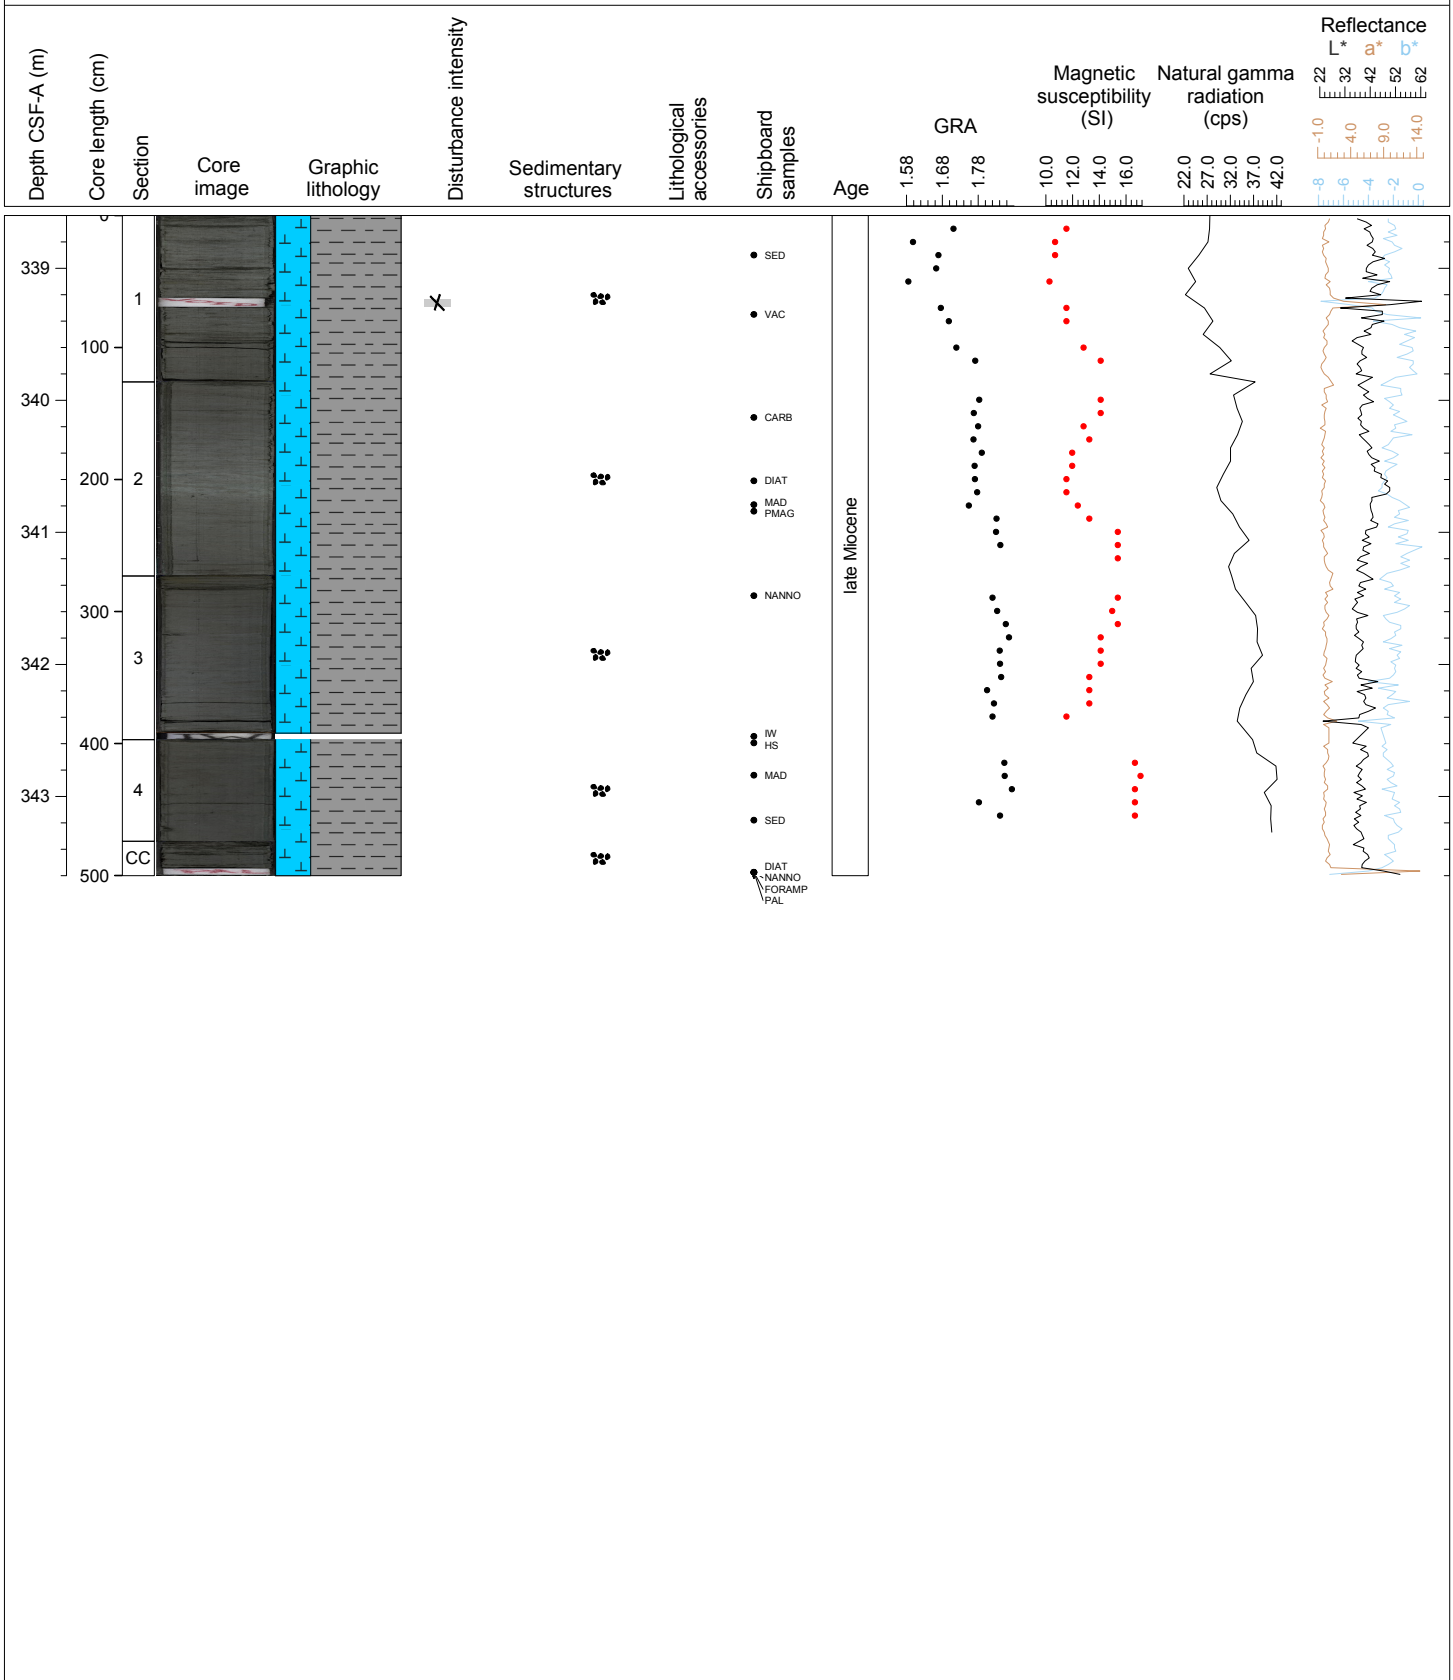 Depth CSF-A (m)
Core length (cm)
Section
Core
image
Graphic
lithology
Disturbance intensity
Sedimentary
structures
Lithological
accessories
Shipboard
samples
Age
GRA
1.58 1.68 1.78
Magnetic
susceptibility
(SI)
10.0 12.0 14.0 16.0
Natural gamma
radiation
(cps)
22.0 27.0 32.0 37.0 42.0
Reflectance
L* a* b*
22 32 42 52 62
-1.0 4.0 9.0 14.0
-8 -6 -4 -2 0
0
SED
339
1
VAC
100
340
CARB
200
2
DIAT
MAD
PMAG
341
late Miocene
NANNO
300
3
342
IW
HS
400
MAD
343
4
SED
CC
DIAT
500
NANNO
FORAMP
PAL